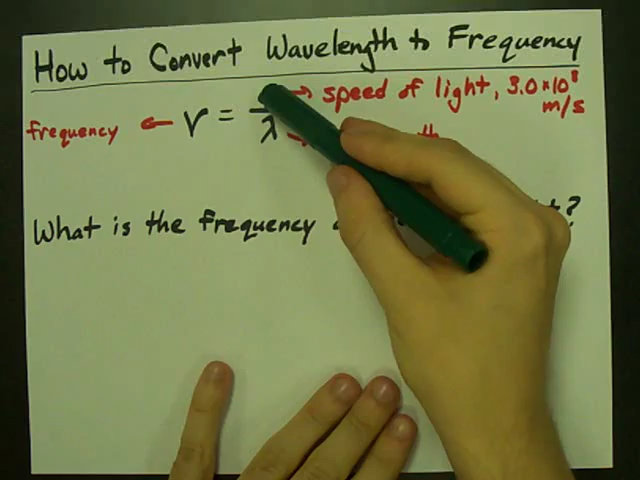 How to Convert Wavelength to Frequency
→ speed of light, 3.0×10⁸
m/s
frequency ← ν = — λ →
What is the frequency ?